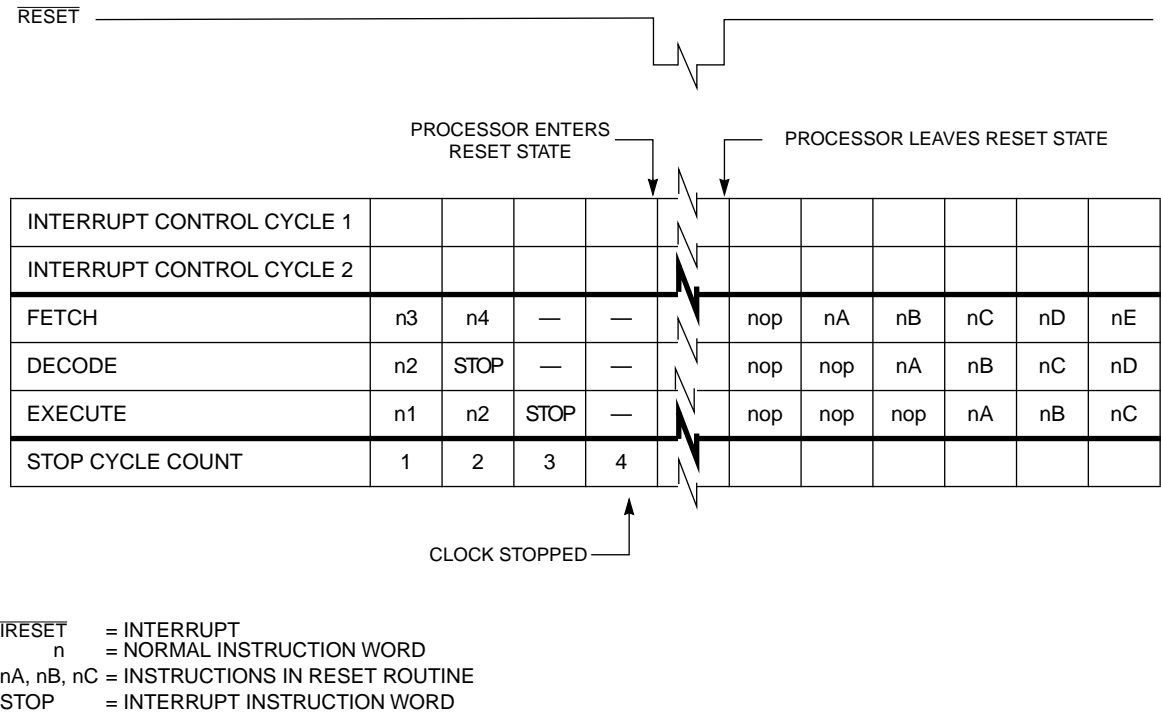 RESET
PROCESSOR ENTERS
RESET STATE
PROCESSOR LEAVES RESET STATE
INTERRUPT CONTROL CYCLE 1
INTERRUPT CONTROL CYCLE 2
FETCH n3 n4 — — nop nA nB nC nD nE
DECODE n2 STOP — — nop nop nA nB nC nD
EXECUTE n1 n2 STOP — nop nop nop nA nB nC
STOP CYCLE COUNT 1 2 3 4
CLOCK STOPPED
IRESET = INTERRUPT
n = NORMAL INSTRUCTION WORD
nA, nB, nC = INSTRUCTIONS IN RESET ROUTINE
STOP = INTERRUPT INSTRUCTION WORD